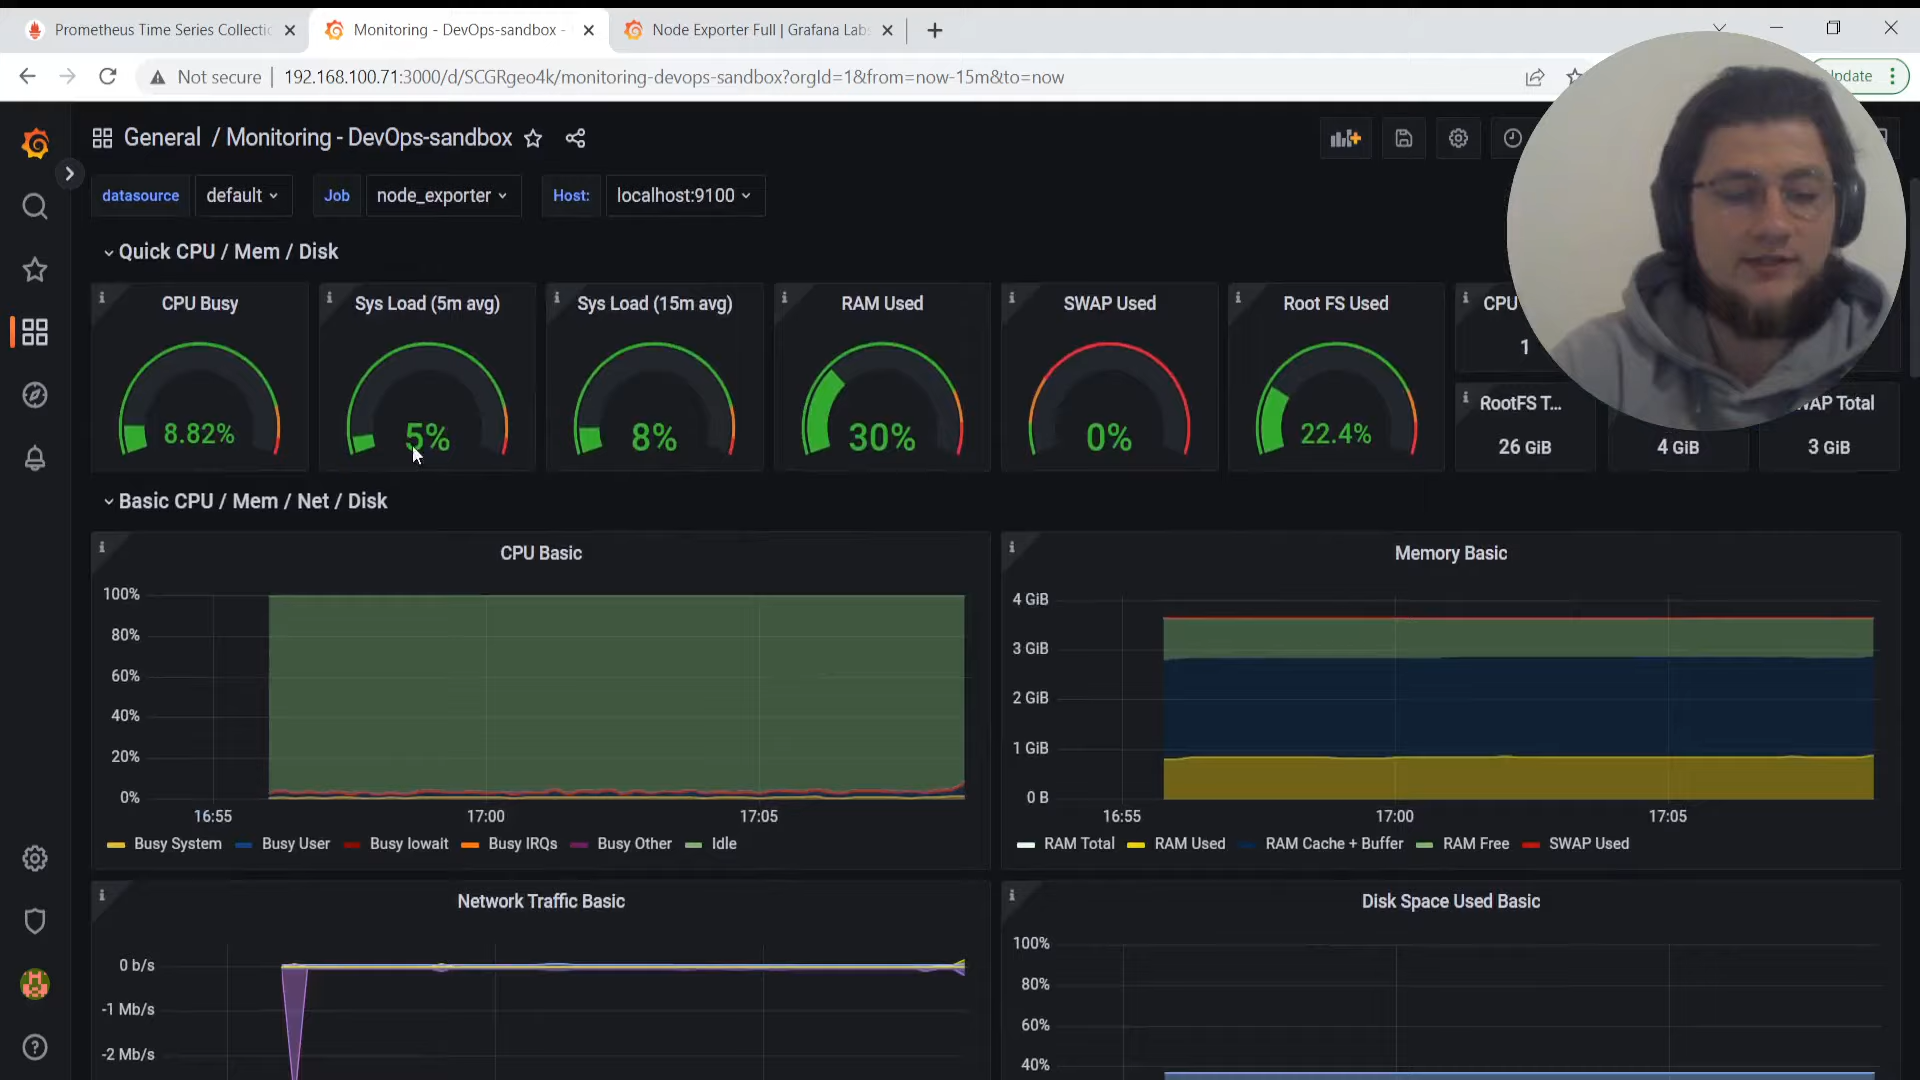 Prometheus Time Series Collectio
Monitoring - DevOps-sandbox -
Node Exporter Full | Grafana Lab
Not secure
192.168.100.71:3000/d/SCGRgeo4k/monitoring-devops-sandbox?orgId=1&from=now-15m&to=now
pdate
General / Monitoring - DevOps-sandbox
datasource default Job node_exporter Host: localhost:9100
Quick CPU / Mem / Disk
CPU Busy
8.82%
Sys Load (5m avg)
5%
Sys Load (15m avg)
8%
RAM Used
30%
SWAP Used
0%
Root FS Used
22.4%
CPU
1
RootFS T...
26 GiB
4 GiB
WAP Total
3 GiB
Basic CPU / Mem / Net / Disk
CPU Basic
100%
80%
60%
40%
20%
0%
16:55 17:00 17:05
Busy System Busy User Busy Iowait Busy IRQs Busy Other Idle
Memory Basic
4 GiB
3 GiB
2 GiB
1 GiB
0 B
16:55 17:00 17:05
RAM Total RAM Used RAM Cache + Buffer RAM Free SWAP Used
Network Traffic Basic
0 b/s
-1 Mb/s
-2 Mb/s
Disk Space Used Basic
100%
80%
60%
40%